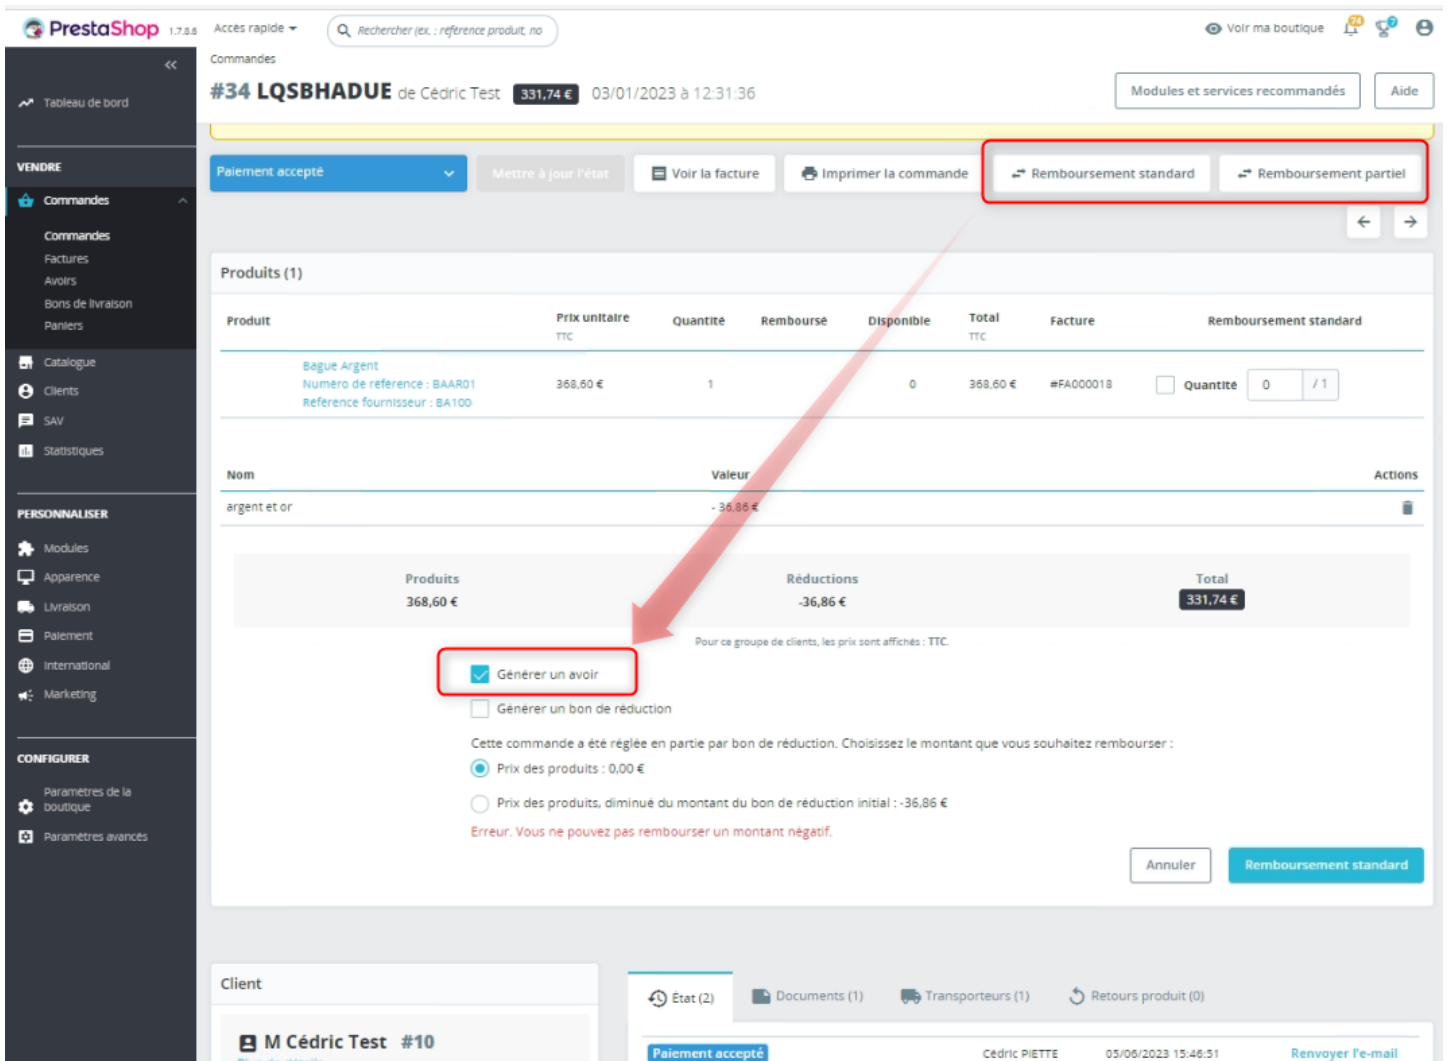 PrestaShop 1.7.8.8 Accès rapide Rechercher (ex. : référence produit, no Voir ma boutique 74 7
Commandes
#34 LQSBHADUE de Cédric Test 331,74 € 03/01/2023 à 12:31:36 Modules et services recommandés Aide
Tableau de bord
VENDRE
Commandes
Commandes
Factures
Avoirs
Bons de livraison
Paniers
Catalogue
Clients
SAV
Statistiques
PERSONNALISER
Modules
Apparence
Livraison
Paiement
International
Marketing
CONFIGURER
Paramètres de la
boutique
Paramètres avancés
Paiement accepté Mettre à jour l'état Voir la facture Imprimer la commande Remboursement standard Remboursement partiel
Produits (1)
Produit Prix unitaire Quantité Remboursé Disponible Total Facture Remboursement standard
TTC TTC
Bague Argent
Numéro de référence : BAAR01
Référence fournisseur : BA100
368,60 € 1 0 368,60 € #FA000018 Quantité 0 / 1
Nom Valeur Actions
argent et or - 36,86 €
Produits Réductions Total
368,60 € -36,86 € 331,74 €
Pour ce groupe de clients, les prix sont affichés : TTC.
Générer un avoir
Générer un bon de réduction
Cette commande a été réglée en partie par bon de réduction. Choisissez le montant que vous souhaitez rembourser :
Prix des produits : 0,00 €
Prix des produits, diminué du montant du bon de réduction initial : -36,86 €
Erreur. Vous ne pouvez pas rembourser un montant négatif.
Annuler Remboursement standard
Client
M Cédric Test #10
État (2) Documents (1) Transporteurs (1) Retours produit (0)
Paiement accepté Cédric PIETTE 05/06/2023 15:46:51 Renvoyer l'e-mail